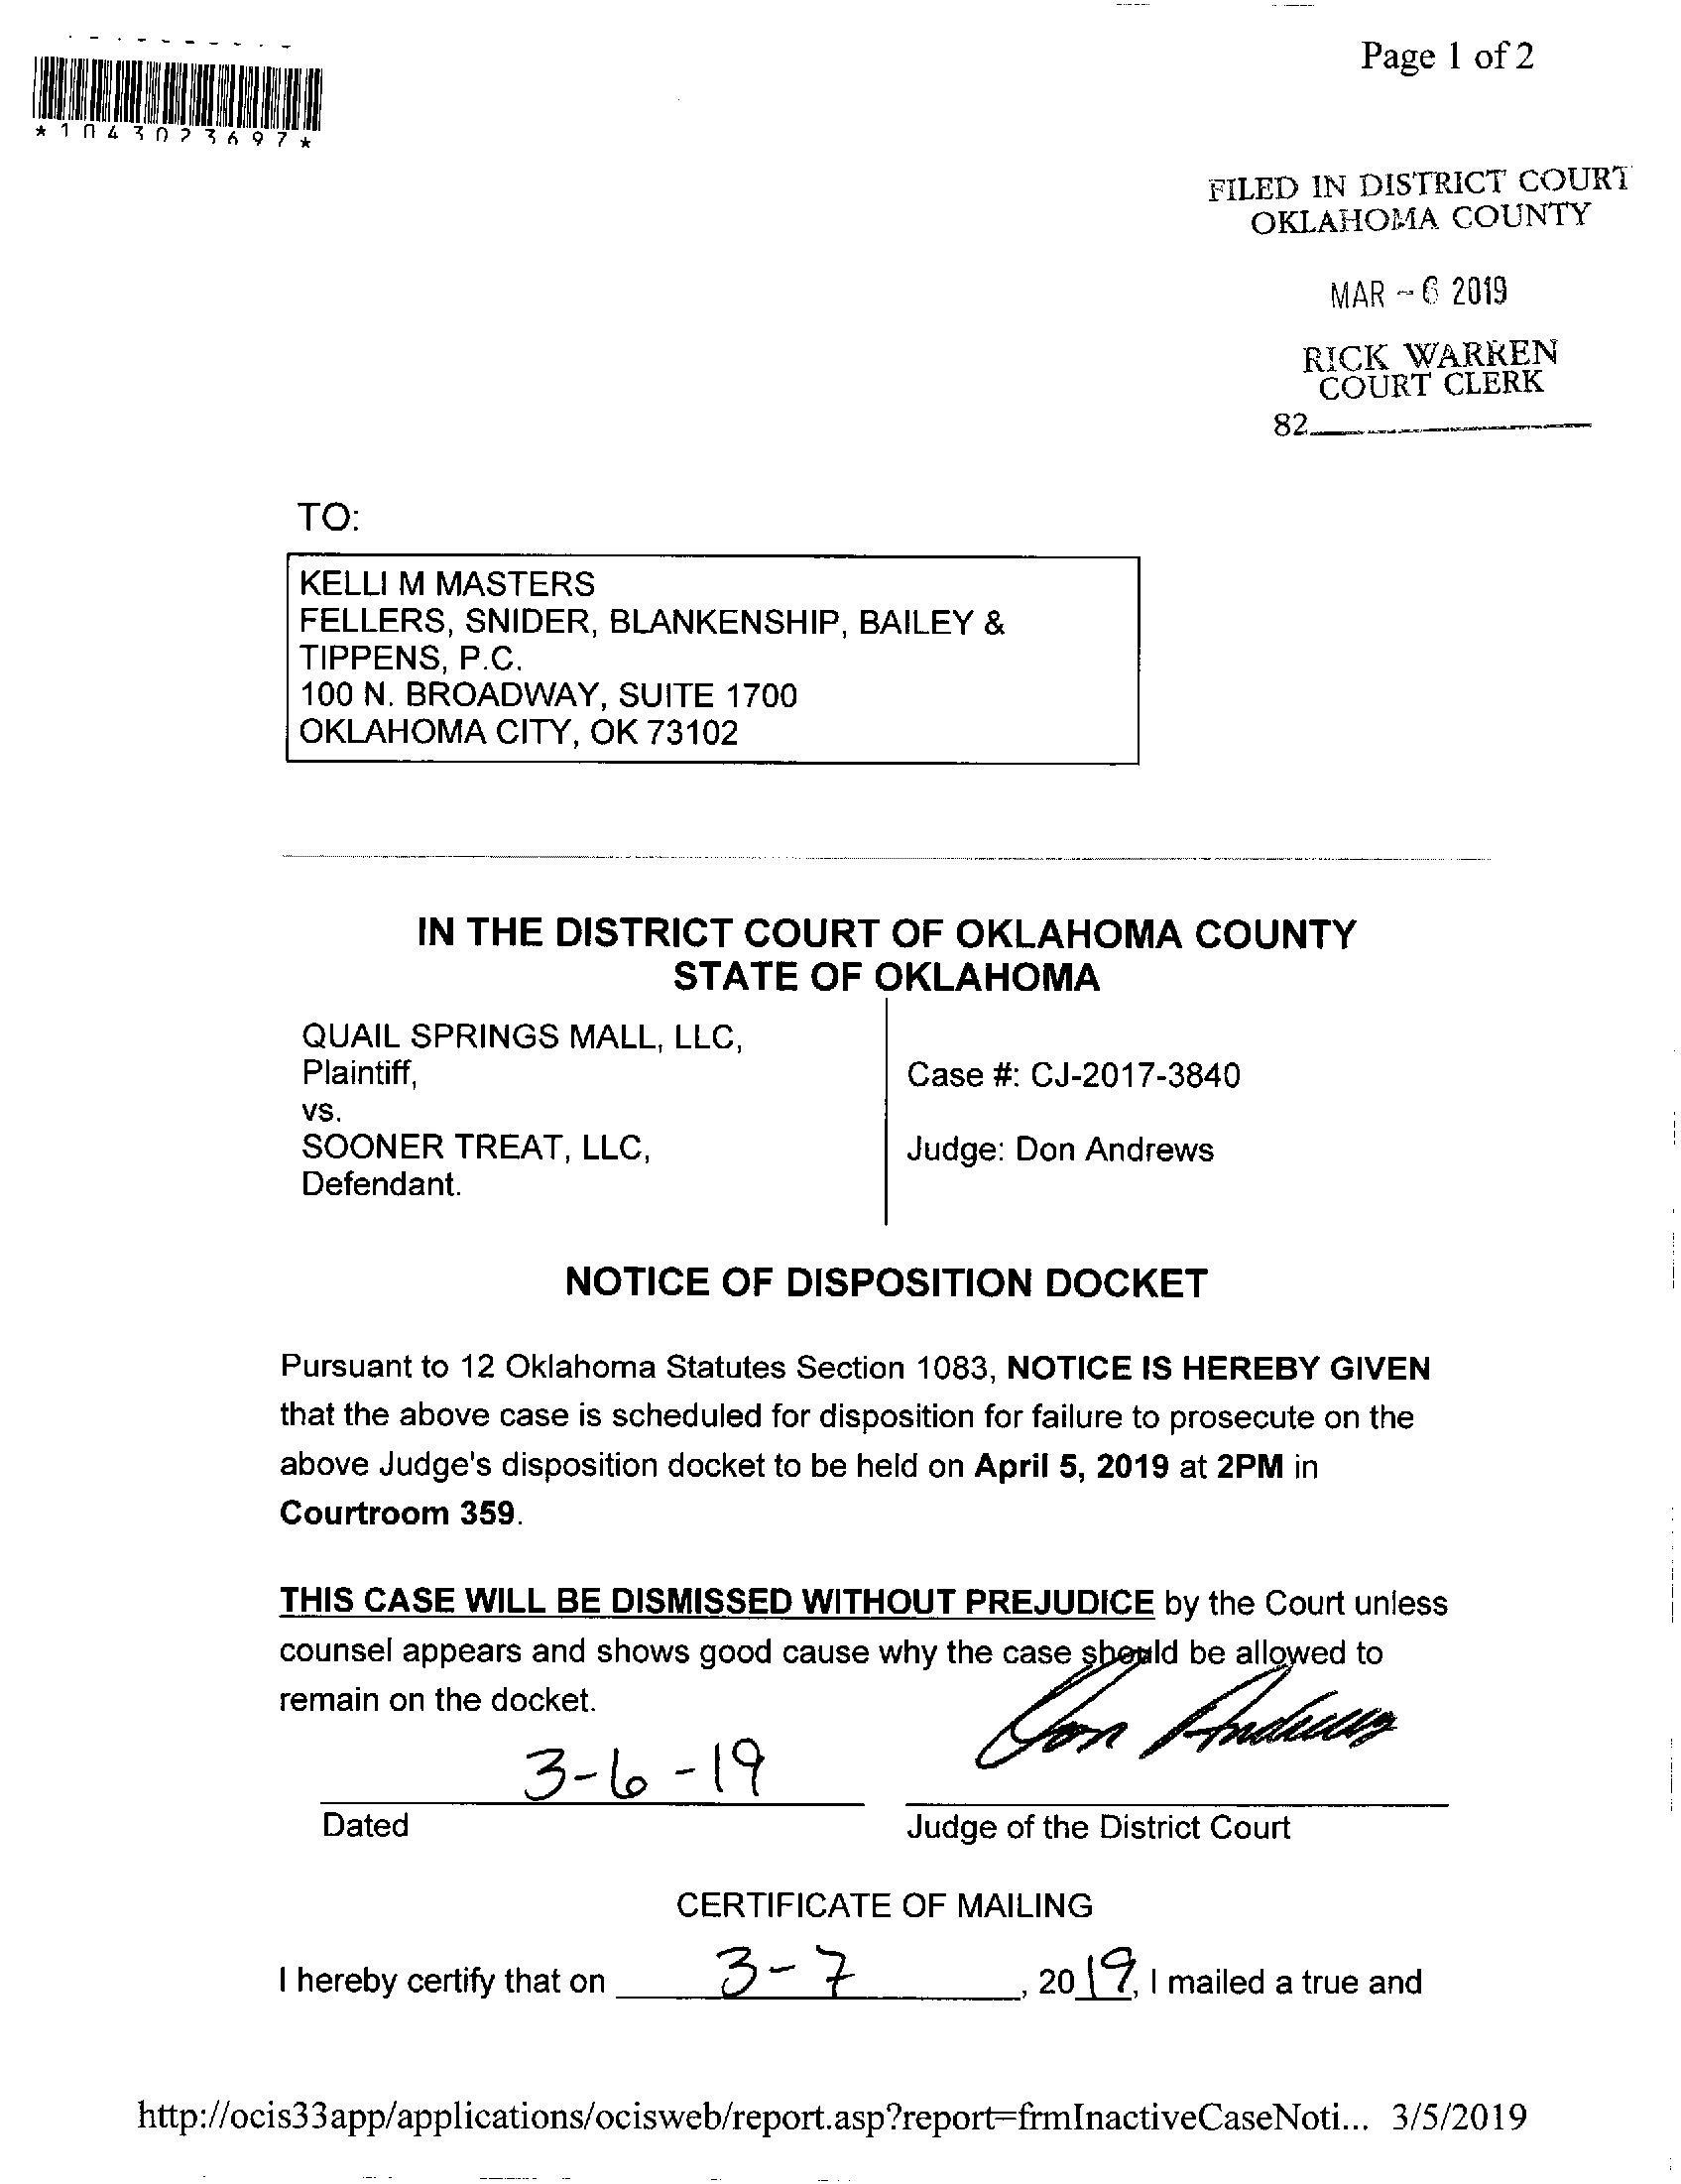 Page 1 of 2
*1043023697*
FILED IN DISTRICT COURT
OKLAHOMA COUNTY
MAR - 6 2019
RICK WARREN
COURT CLERK
82
TO:
KELLI M MASTERS
FELLERS, SNIDER, BLANKENSHIP, BAILEY &
TIPPENS, P.C.
100 N. BROADWAY, SUITE 1700
OKLAHOMA CITY, OK 73102
IN THE DISTRICT COURT OF OKLAHOMA COUNTY
STATE OF OKLAHOMA
QUAIL SPRINGS MALL, LLC,
Plaintiff,
vs.
SOONER TREAT, LLC,
Defendant.
Case #: CJ-2017-3840
Judge: Don Andrews
NOTICE OF DISPOSITION DOCKET
Pursuant to 12 Oklahoma Statutes Section 1083, NOTICE IS HEREBY GIVEN
that the above case is scheduled for disposition for failure to prosecute on the
above Judge's disposition docket to be held on April 5, 2019 at 2PM in
Courtroom 359.
THIS CASE WILL BE DISMISSED WITHOUT PREJUDICE by the Court unless
counsel appears and shows good cause why the case should be allowed to
remain on the docket.
3-6-19
Don Andrews
Dated
Judge of the District Court
CERTIFICATE OF MAILING
I hereby certify that on 3-7, 2019, I mailed a true and
http://ocis33app/applications/ocisweb/report.asp?report=frmInactiveCaseNoti... 3/5/2019